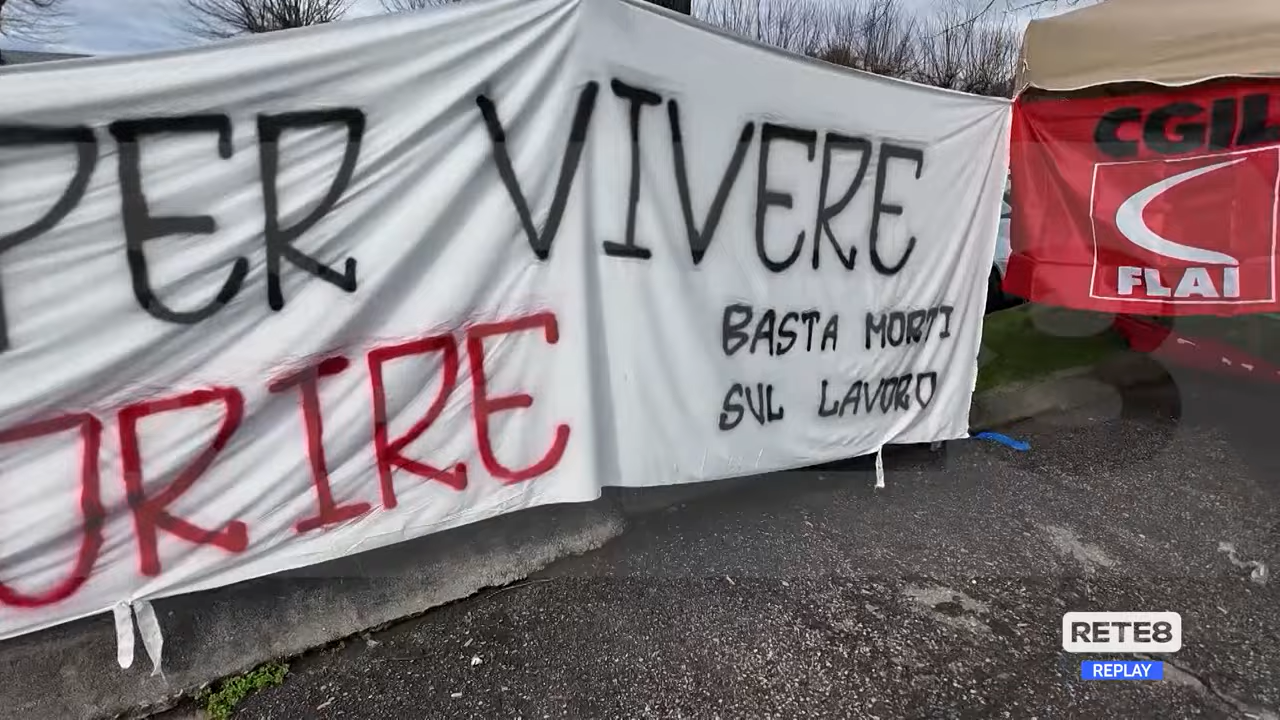 PER VIVERE
ORIRE
BASTA MORTI
SUL LAVORO
CGIL
FLAI
RETE8
REPLAY